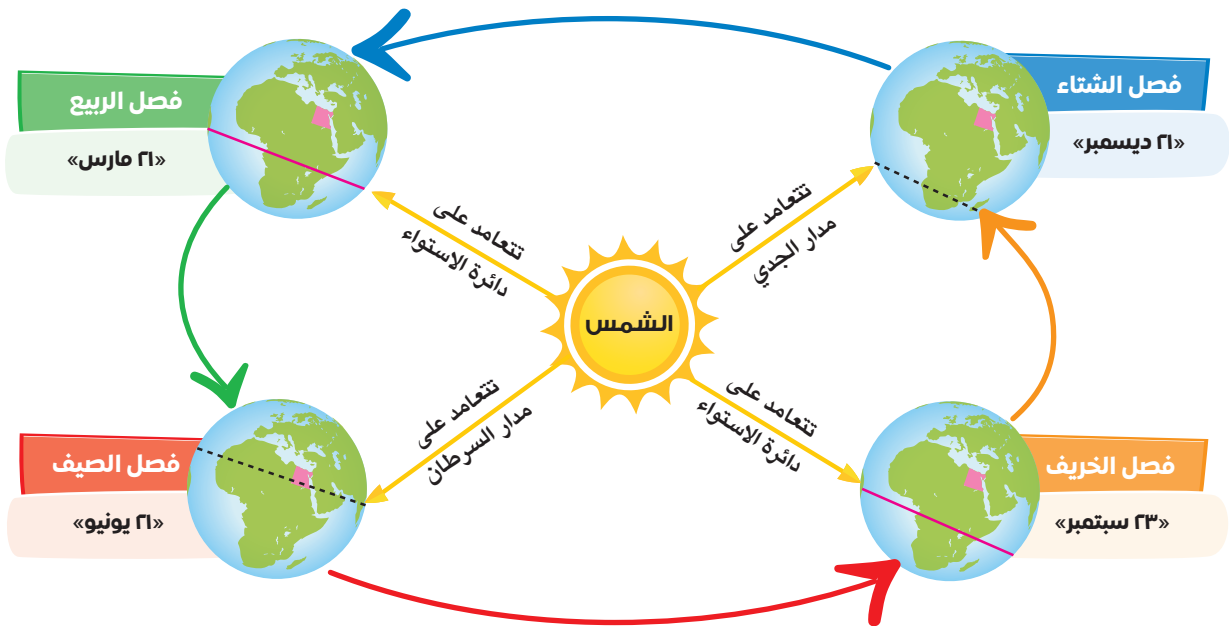 فصل الشتاء
«٢١ ديسمبر»
فصل الربيع
«٢١ مارس»
تتعامد على
مدار الجدي
تتعامد على
دائرة الاستواء
الشمس
تتعامد على
دائرة الاستواء
تتعامد على
مدار السرطان
فصل الخريف
«٢٣ سبتمبر»
فصل الصيف
«٢١ يونيو»